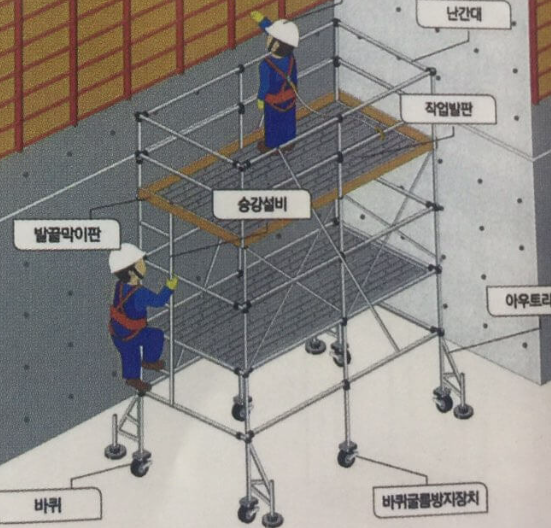 난간대
작업발판
승강설비
발끝막이판
아우트리
바퀴
바퀴굴름방지장치